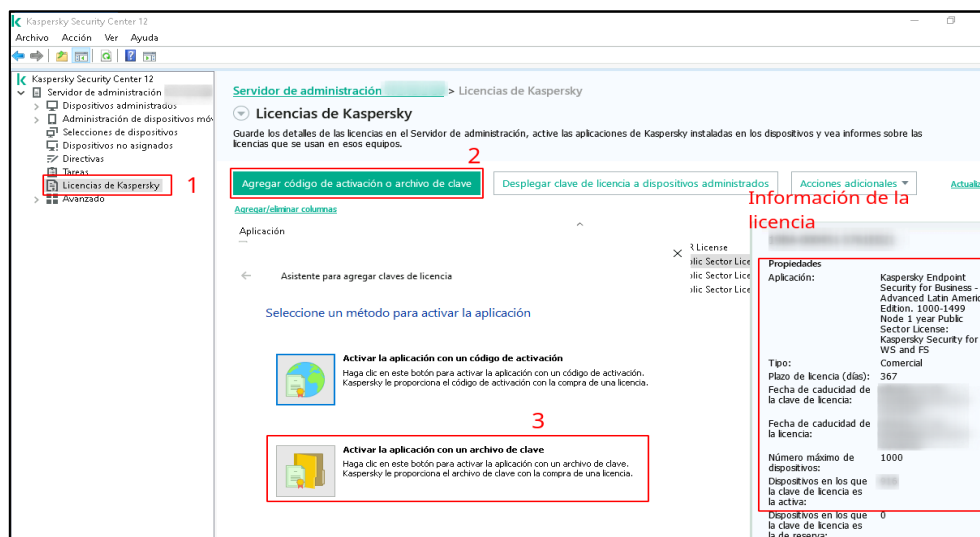 Kaspersky Security Center 12
Archivo Acción Ver Ayuda
Kaspersky Security Center 12
Servidor de administración
Dispositivos administrados
Administración de dispositivos móv
Selecciones de dispositivos
Dispositivos no asignados
Directivas
Tareas
Licencias de Kaspersky
1
Avanzado
Servidor de administración > Licencias de Kaspersky
Licencias de Kaspersky
Guarde los detalles de las licencias en el Servidor de administración, active las aplicaciones de Kaspersky instaladas en los dispositivos y vea informes sobre las
licencias que se usan en esos equipos.
2
Agregar código de activación o archivo de clave
Desplegar clave de licencia a dispositivos administrados
Acciones adicionales
Actualiz
Agregar/eliminar columnas
Aplicación
License
blic Sector Lice
blic Sector Lice
blic Sector Lice
Asistente para agregar claves de licencia
Seleccione un método para activar la aplicación
Activar la aplicación con un código de activación
Haga clic en este botón para activar la aplicación con un código de activación.
Kaspersky le proporciona el código de activación con la compra de una licencia.
3
Activar la aplicación con un archivo de clave
Haga clic en este botón para activar la aplicación con un archivo de clave.
Kaspersky le proporciona el archivo de clave con la compra de una licencia.
Información de la
licencia
Propiedades
Aplicación: Kaspersky Endpoint
Security for Business -
Advanced Latin Americ
Edition. 1000-1499
Node 1 year Public
Sector License:
Kaspersky Security for
WS and FS
Tipo: Comercial
Plazo de licencia (días): 367
Fecha de caducidad de
la clave de licencia:
Fecha de caducidad de
la licencia:
Número máximo de 1000
dispositivos:
Dispositivos en los que
la clave de licencia es
la activa:
Dispositivos en los que 0
la clave de licencia es
la de reserva: